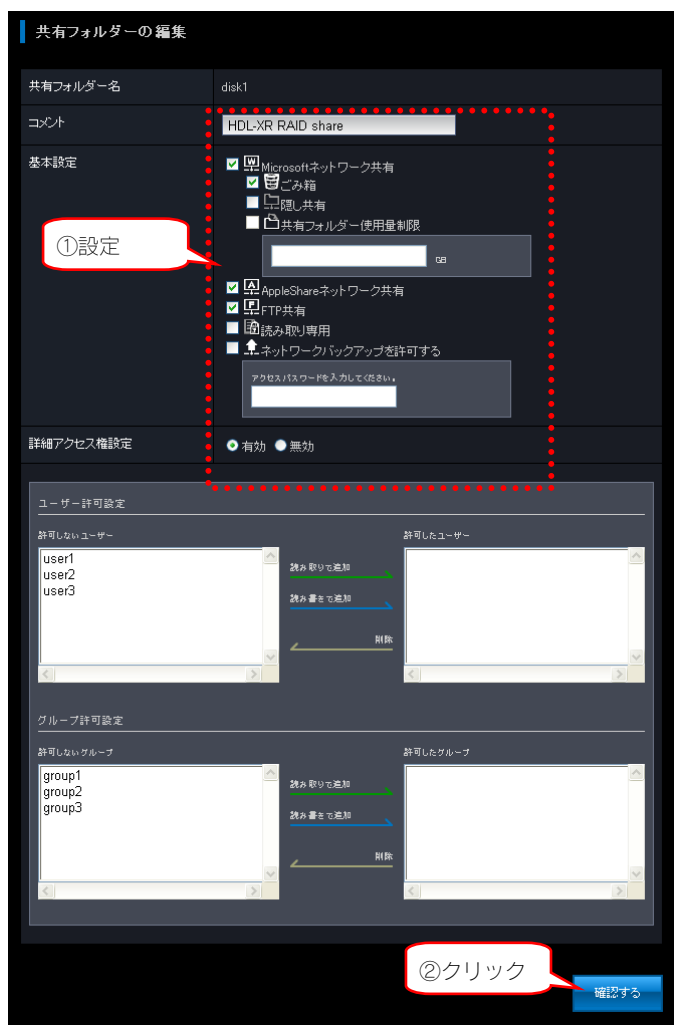 共有フォルダーの編集
共有フォルダー名
disk1
コメント
HDL-XR RAID share
基本設定
Microsoftネットワーク共有
ごみ箱
隠し共有
共有フォルダー使用量制限
GB
①設定
AppleShareネットワーク共有
FTP共有
読み取り専用
ネットワークバックアップを許可する
アクセスパスワードを入力してください。
詳細アクセス権設定
有効 無効
ユーザー許可設定
許可しないユーザー
許可したユーザー
user1
user2
user3
読み取りで追加
読み書きで追加
削除
グループ許可設定
許可しないグループ
許可したグループ
group1
group2
group3
読み取りで追加
読み書きで追加
削除
②クリック
確認する